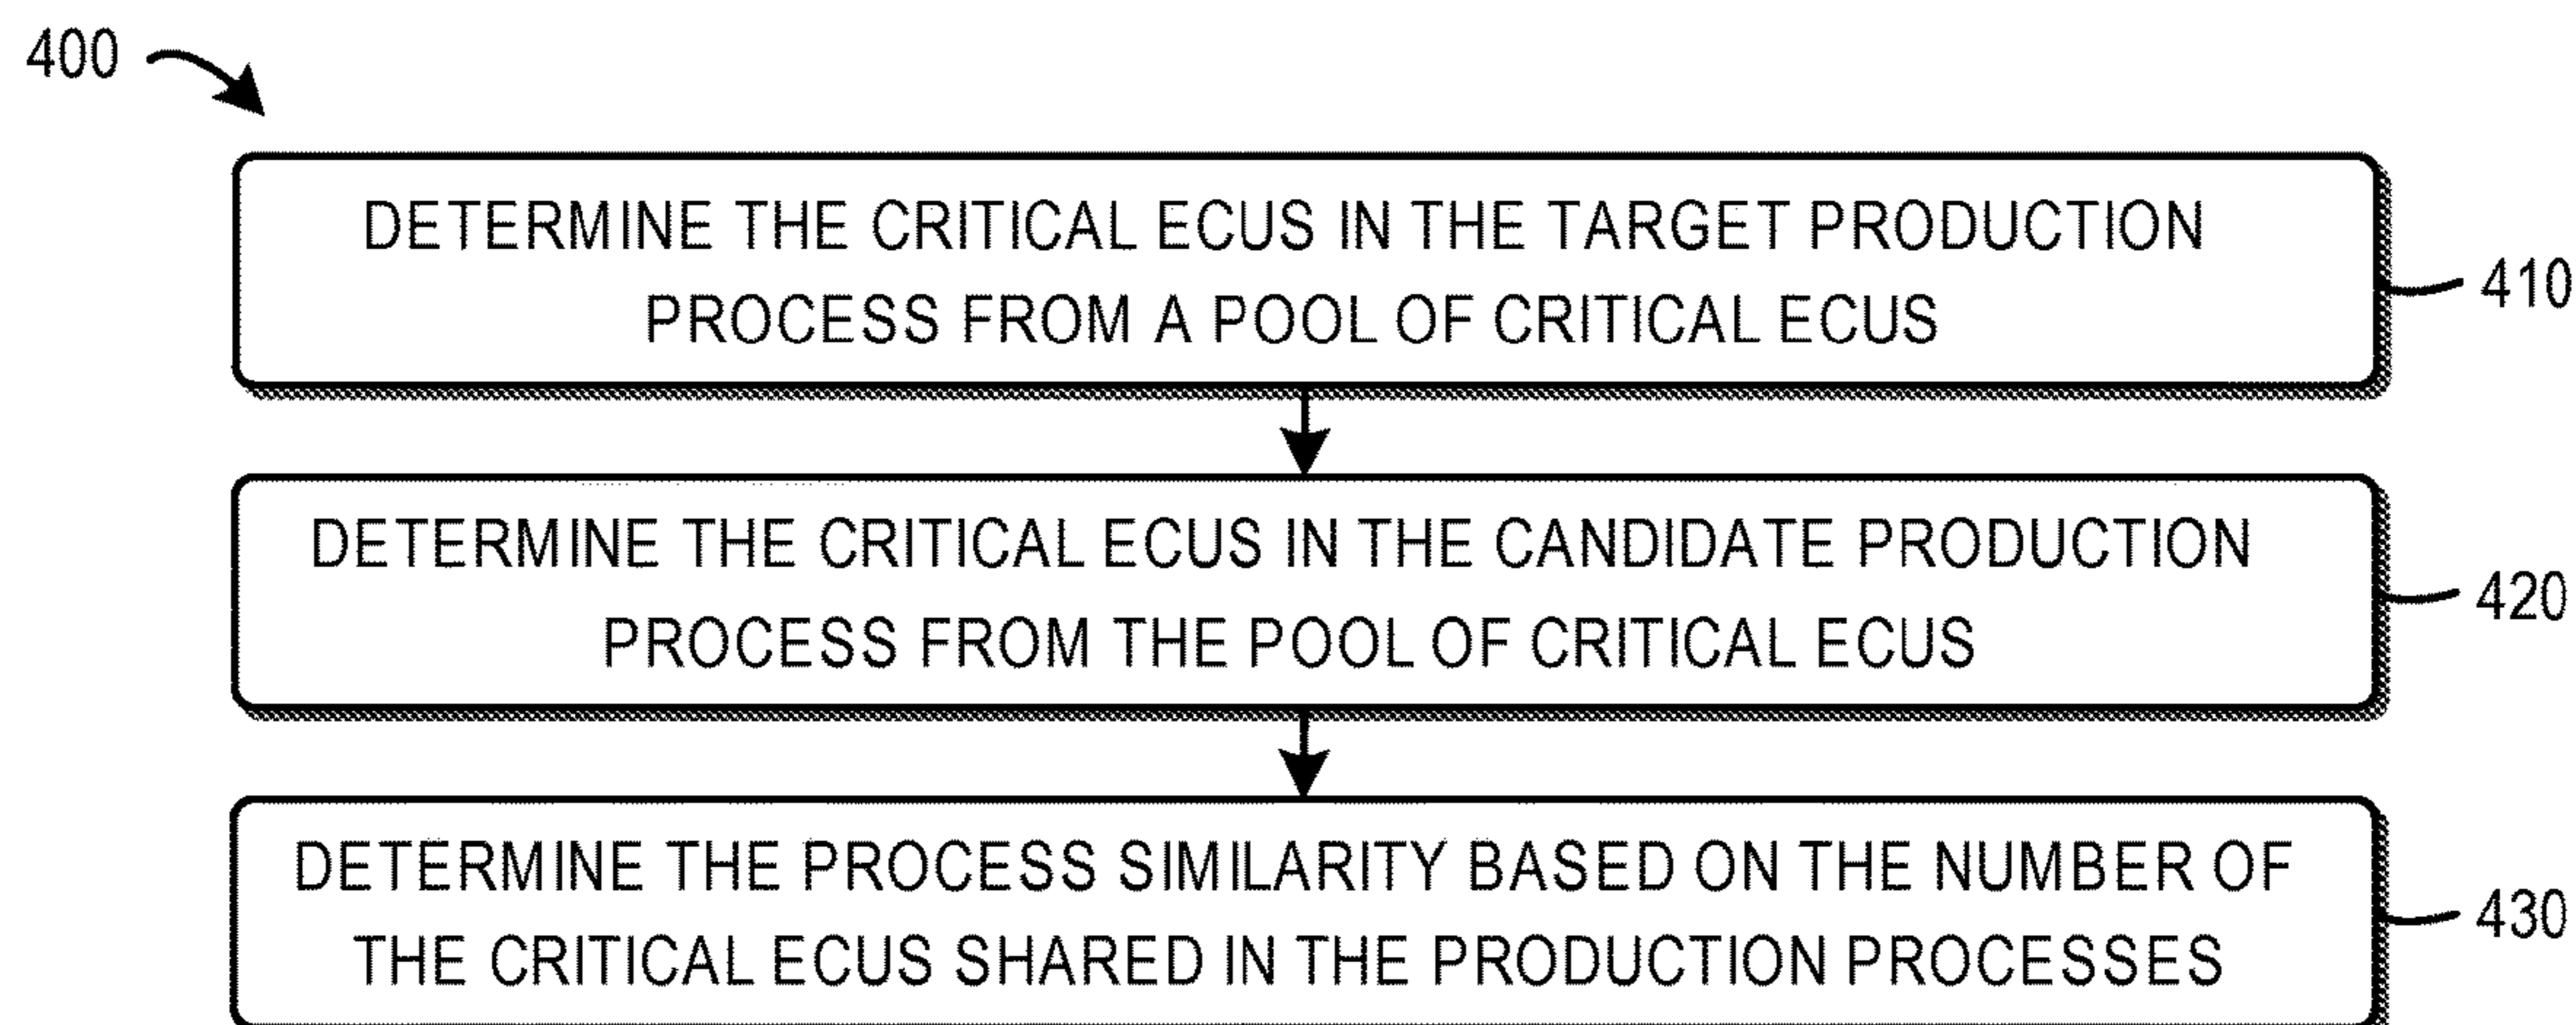 400
DETERMINE THE CRITICAL ECUS IN THE TARGET PRODUCTION
PROCESS FROM A POOL OF CRITICAL ECUS
410
DETERMINE THE CRITICAL ECUS IN THE CANDIDATE PRODUCTION
PROCESS FROM THE POOL OF CRITICAL ECUS
420
DETERMINE THE PROCESS SIMILARITY BASED ON THE NUMBER OF
THE CRITICAL ECUS SHARED IN THE PRODUCTION PROCESSES
430